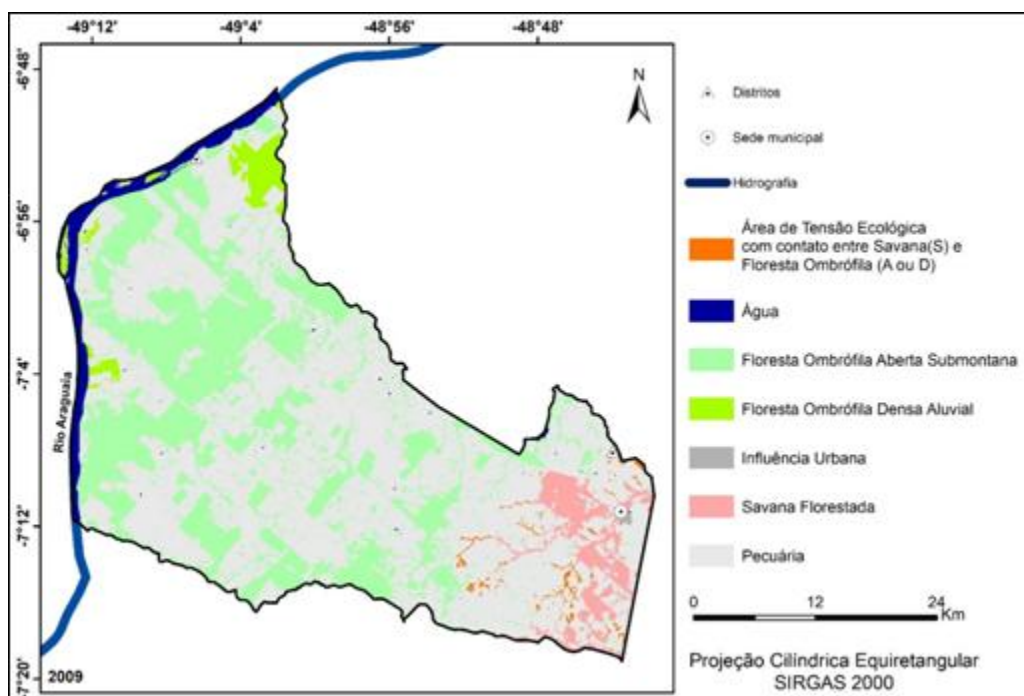 -49°12'
-49°4'
-48°56'
-48°48'
-6°48'
-6°56'
-7°4'
-7°12'
-7°20'
N
Rio Araguaia
2009
Distritos
Sede municipal
Hidrografia
Área de Tensão Ecológica
com contato entre Savana(S) e
Floresta Ombrófila (A ou D)
Água
Floresta Ombrófila Aberta Submontana
Floresta Ombrófila Densa Aluvial
Influência Urbana
Savana Florestada
Pecuária
0 12 24
Km
Projeção Cilíndrica Equiretangular
SIRGAS 2000